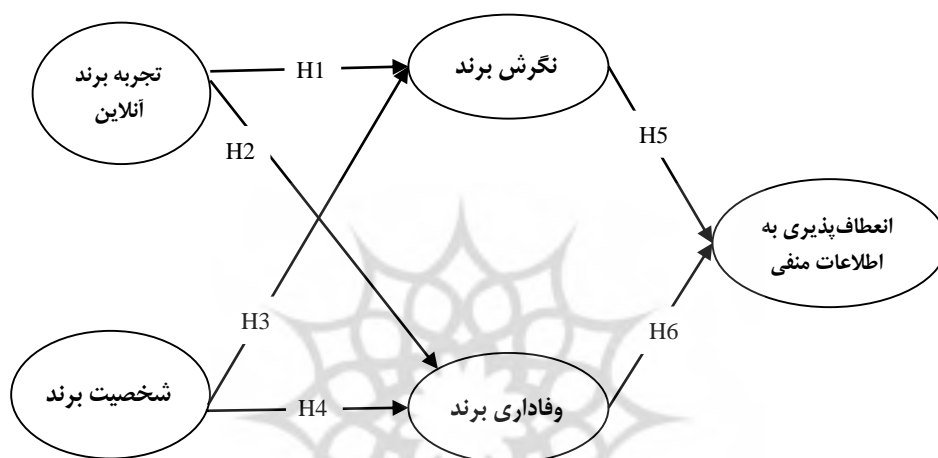 تجربه برند
آنلاین
H1
نگرش برند
H2
H5
انعطاف‌پذیری به
اطلاعات منفی
H3
H6
شخصیت برند
H4
وفاداری برند